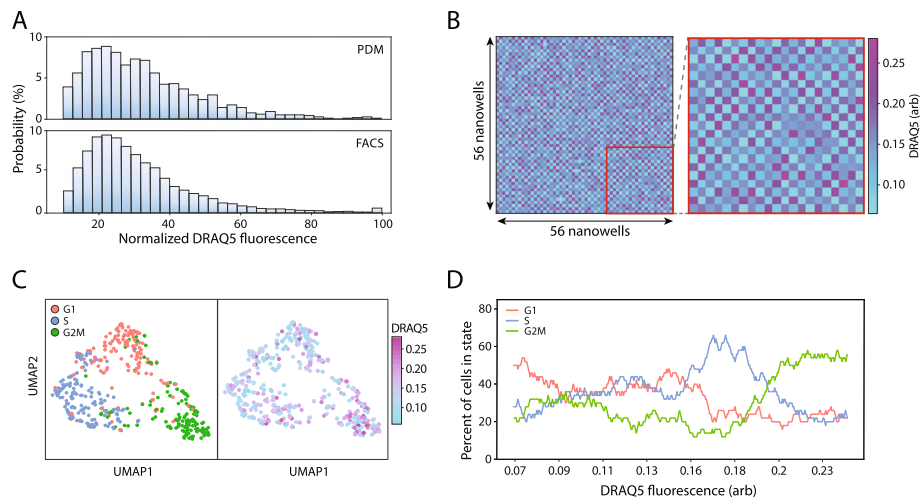 A
PDM
10
5
0
Probability (%)
FACS
10
5
0
20
40
60
80
100
Normalized DRAQ5 fluorescence
B
56 nanowells
56 nanowells
0.25
0.20
0.15
0.10
DRAQ5 (arb)
C
G1
S
G2M
UMAP2
UMAP1
UMAP1
DRAQ5
0.25
0.20
0.15
0.10
D
G1
S
G2M
80
60
40
20
0
Percent of cells in state
0.07
0.09
0.11
0.13
0.16
0.18
0.2
0.23
DRAQ5 fluorescence (arb)